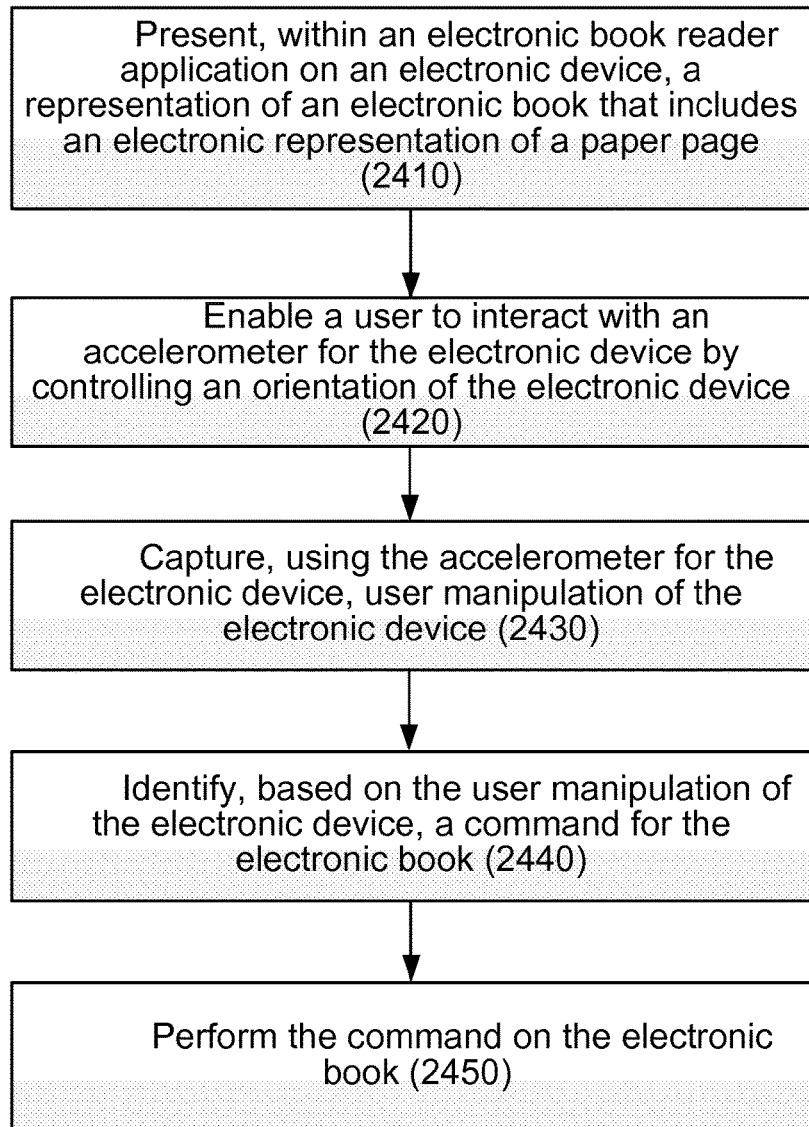 Present, within an electronic book reader
application on an electronic device, a
representation of an electronic book that includes
an electronic representation of a paper page
(2410)
Enable a user to interact with an
accelerometer for the electronic device by
controlling an orientation of the electronic device
(2420)
Capture, using the accelerometer for the
electronic device, user manipulation of the
electronic device (2430)
Identify, based on the user manipulation of
the electronic device, a command for the
electronic book (2440)
Perform the command on the electronic
book (2450)